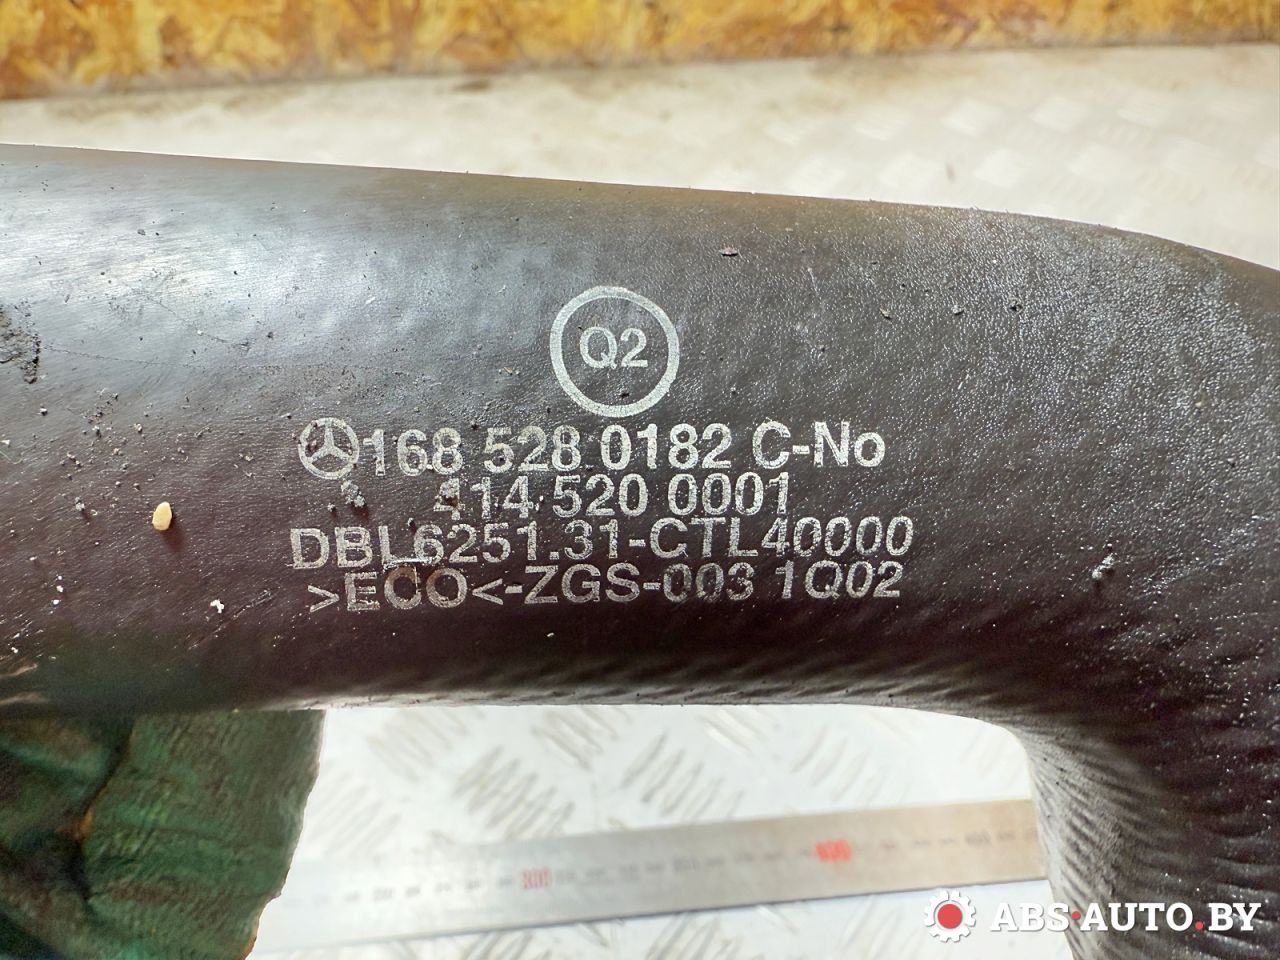 Q2
168 528 0182 C-No
414 520 0001
DBL6251.31-CTL40000
>ECO<-ZGS-003 1Q02
ABS-AUTO.BY